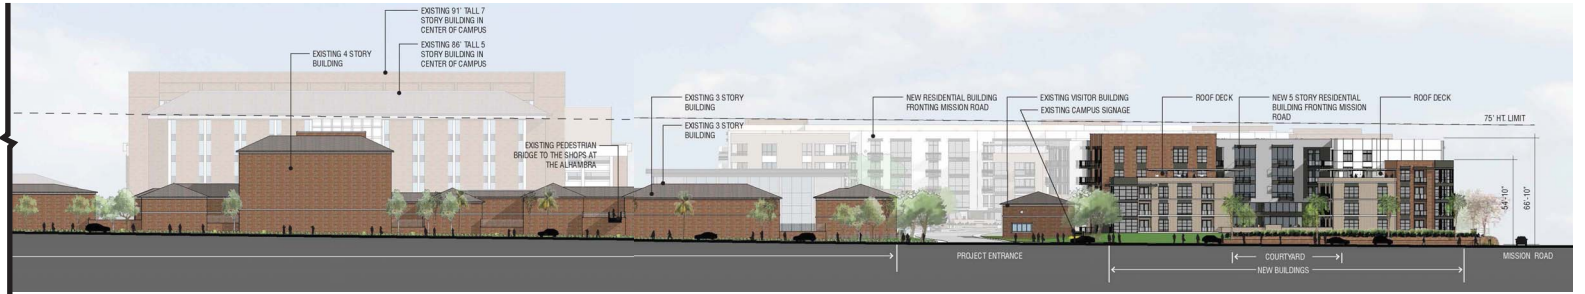 EXISTING 91' TALL 7
STORY BUILDING IN
CENTER OF CAMPUS
EXISTING 86' TALL 5
STORY BUILDING IN
CENTER OF CAMPUS
EXISTING 4 STORY
BUILDING
EXISTING PEDESTRIAN
BRIDGE TO THE SHOPS AT
THE ALHAMBRA
EXISTING 3 STORY
BUILDING
EXISTING 3 STORY
BUILDING
NEW RESIDENTIAL BUILDING
FRONTING MISSION ROAD
EXISTING VISITOR BUILDING
EXISTING CAMPUS SIGNAGE
ROOF DECK
NEW 5 STORY RESIDENTIAL
BUILDING FRONTING MISSION
ROAD
ROOF DECK
75' HT. LIMIT
54'-10"
66'-10"
PROJECT ENTRANCE
COURTYARD
NEW BUILDINGS
MISSION ROAD